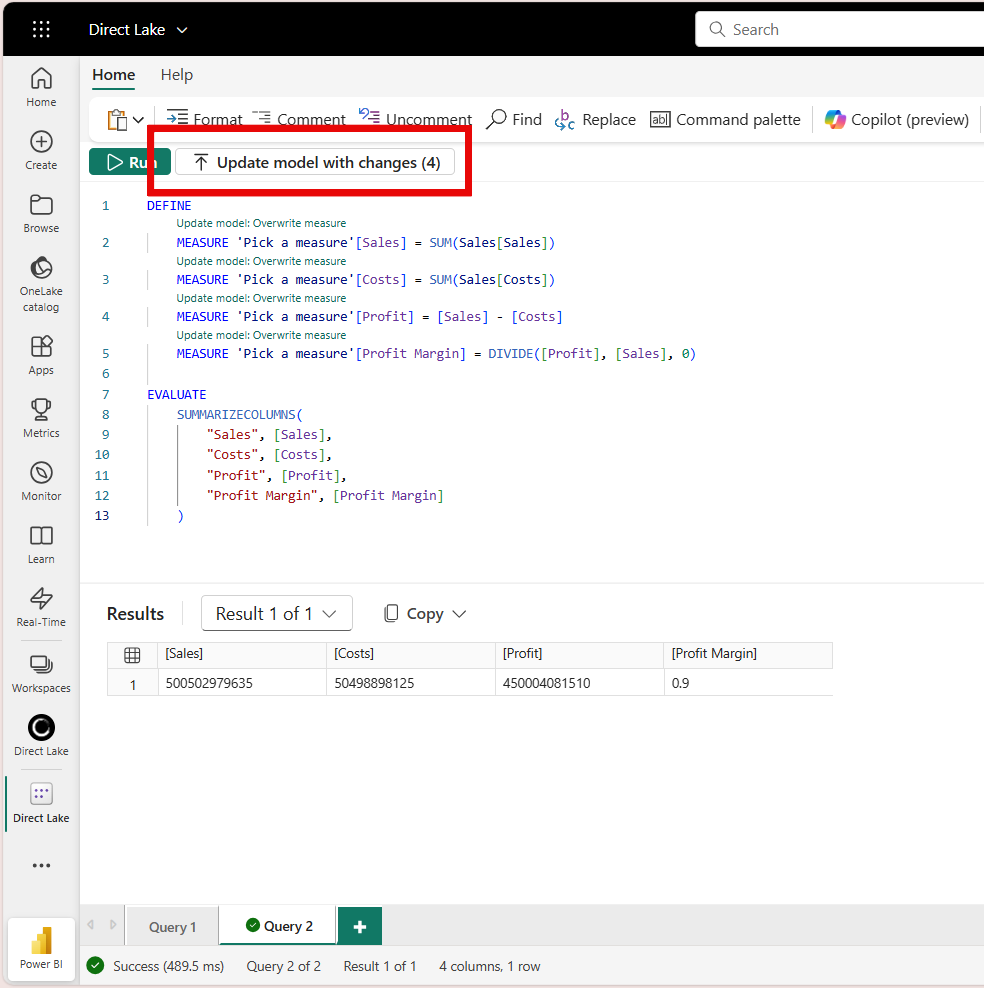 Direct Lake
Search
Home
Create
Browse
OneLake
catalog
Apps
Metrics
Monitor
Learn
Real-Time
Workspaces
Direct Lake
Direct Lake
Power BI
Home Help
Format Comment Uncomment Find Replace Command palette Copilot (preview)
Run Update model with changes (4)
1 DEFINE
Update model: Overwrite measure
2 MEASURE 'Pick a measure'[Sales] = SUM(Sales[Sales])
Update model: Overwrite measure
3 MEASURE 'Pick a measure'[Costs] = SUM(Sales[Costs])
Update model: Overwrite measure
4 MEASURE 'Pick a measure'[Profit] = [Sales] - [Costs]
Update model: Overwrite measure
5 MEASURE 'Pick a measure'[Profit Margin] = DIVIDE([Profit], [Sales], 0)
6
7 EVALUATE
8 SUMMARIZECOLUMNS(
9 "Sales", [Sales],
10 "Costs", [Costs],
11 "Profit", [Profit],
12 "Profit Margin", [Profit Margin]
13 )
Results Result 1 of 1 Copy
[Sales] [Costs] [Profit] [Profit Margin]
1 500502979635 50498898125 450004081510 0.9
Query 1 Query 2
Success (489.5 ms) Query 2 of 2 Result 1 of 1 4 columns, 1 row